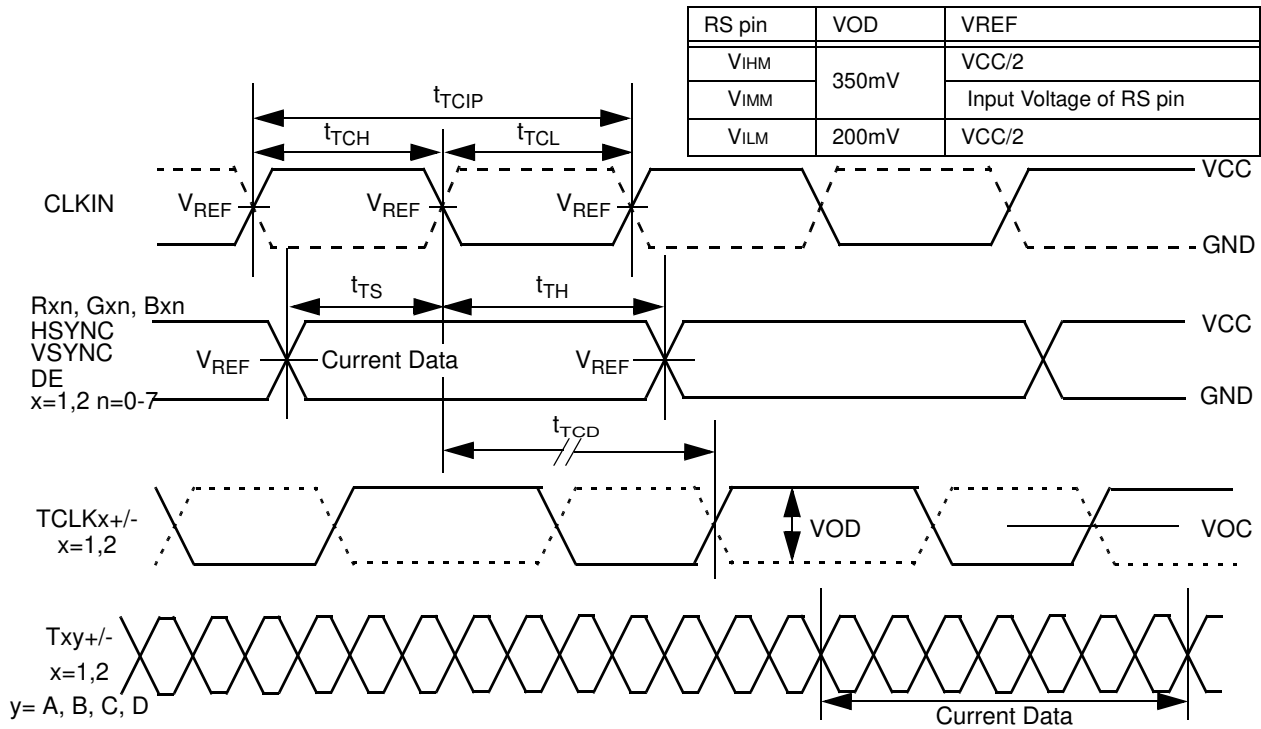 RS pin VOD VREF
VIHM 350mV VCC/2
VIMM Input Voltage of RS pin
VILM 200mV VCC/2
tTCIP
tTCH tTCL
VCC
CLKIN VREF VREF VREF
GND
tTS tTH
Rxn, Gxn, Bxn
HSYNC VCC
VSYNC VREF Current Data VREF
DE
x=1,2 n=0-7 GND
tTCD
TCLKx+/- VOD VOC
x=1,2
Txy+/-
x=1,2
y= A, B, C, D
Current Data